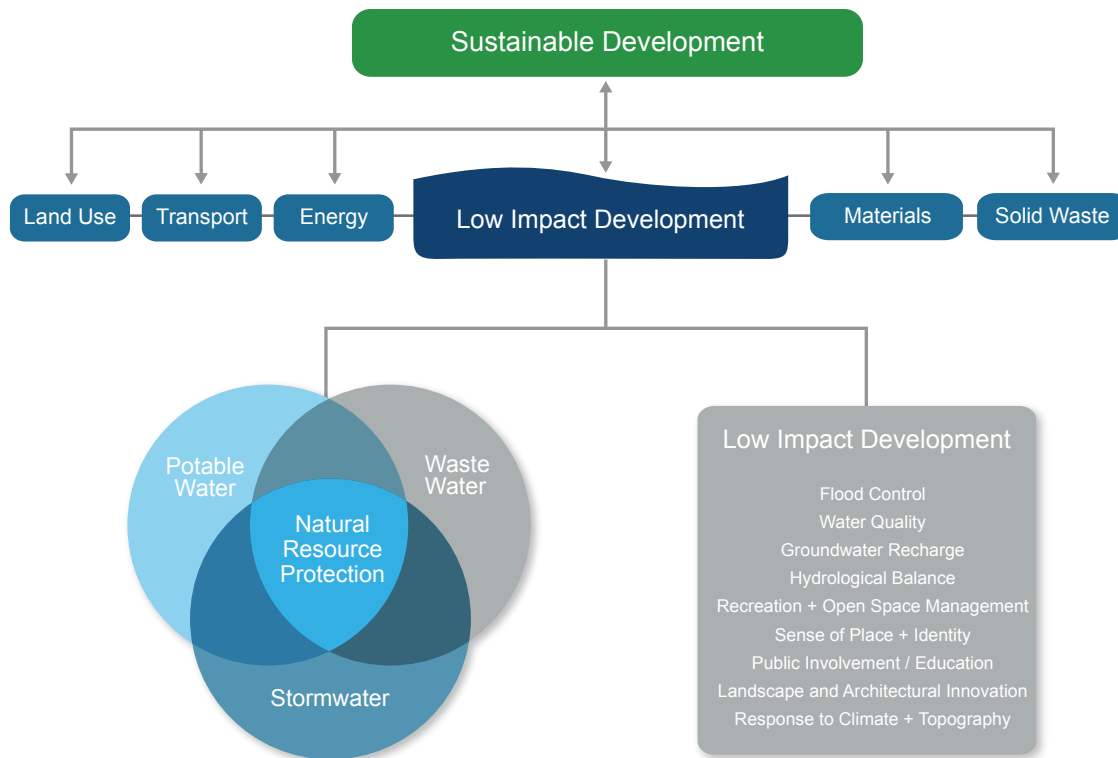 Sustainable Development
Land Use
Transport
Energy
Low Impact Development
Materials
Solid Waste
Potable
Water
Waste
Water
Natural
Resource
Protection
Stormwater
Low Impact Development
Flood Control
Water Quality
Groundwater Recharge
Hydrological Balance
Recreation + Open Space Management
Sense of Place + Identity
Public Involvement / Education
Landscape and Architectural Innovation
Response to Climate + Topography